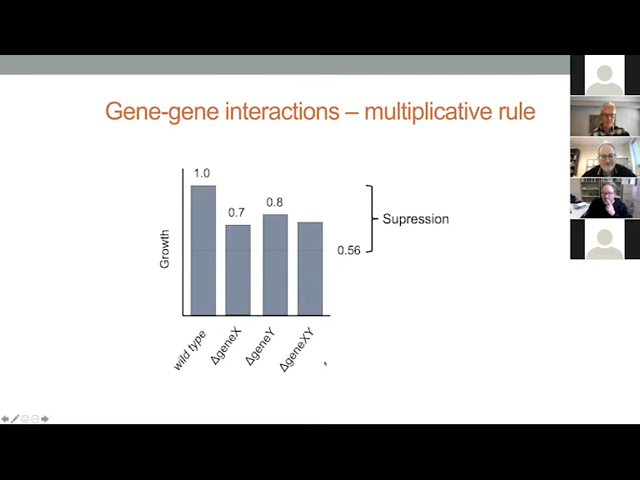 Gene-gene interactions – multiplicative rule
1.0
0.7
0.8
0.56
Supression
Growth
wild type
ΔgeneX
ΔgeneY
ΔgeneXY